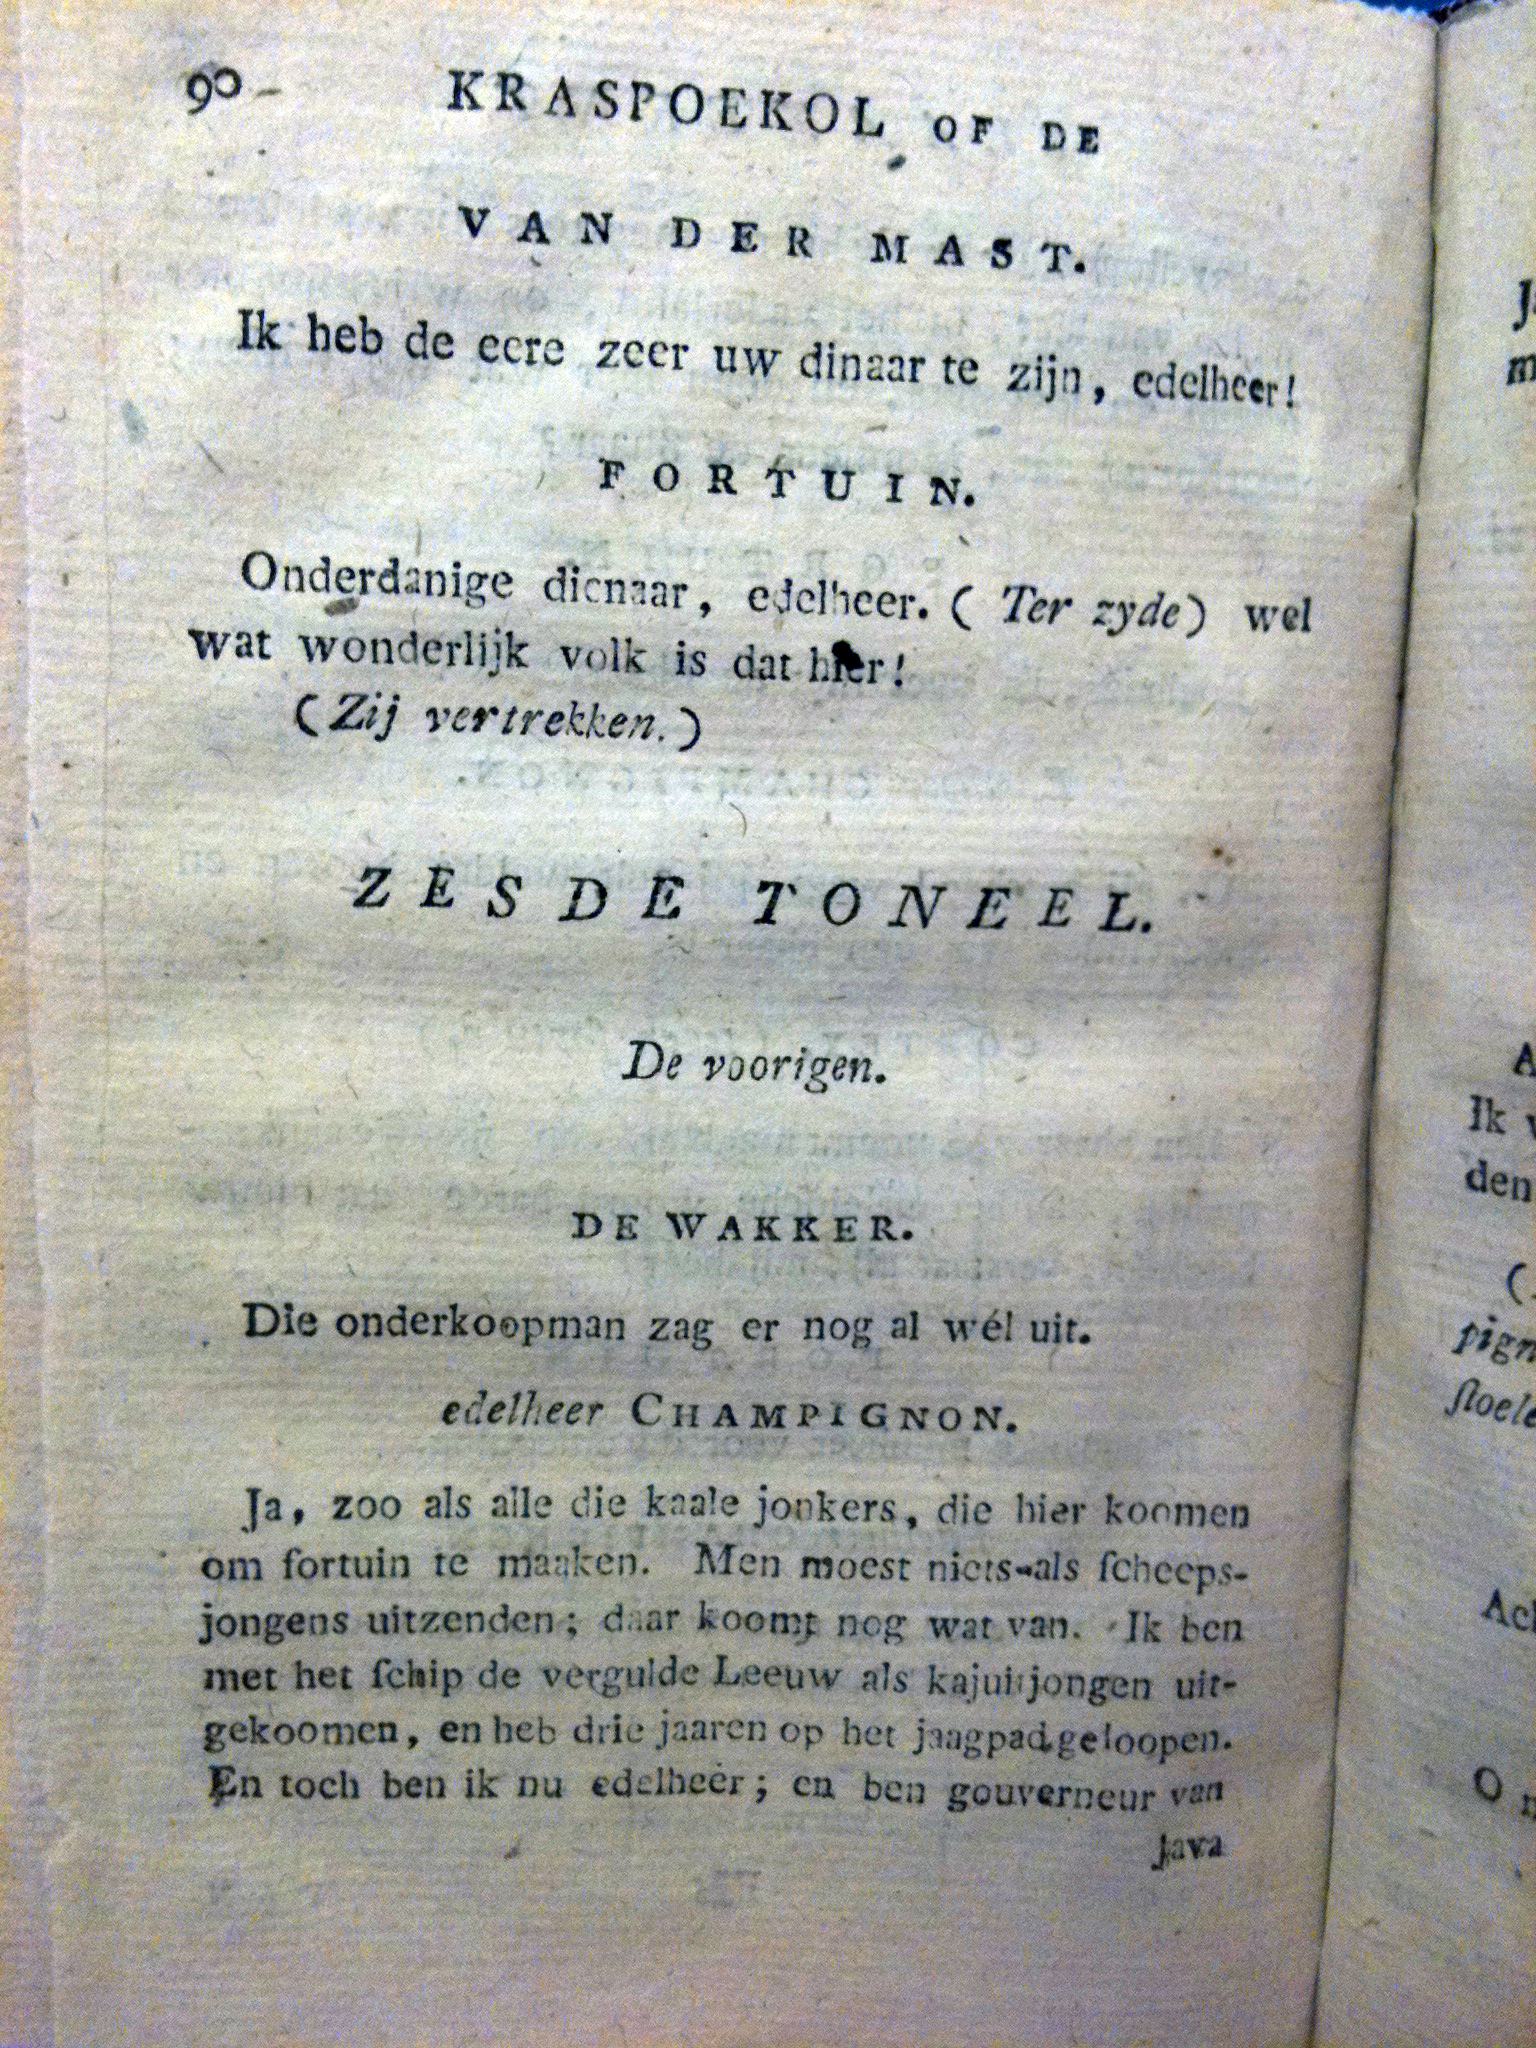 90 KRASPOEKOL OF DE
VAN DER MAST.
Ik heb de eere zeer uw dinaar te zijn, edelheer!
FORTUIN.
Onderdanige dienaar, edelheer. (Ter zyde) wel
wat wonderlijk volk is dat hier!
(Zij vertrekken.)
ZESDE TONEEL.
De voorigen.
DE WAKKER.
Die onderkoopman zag er nog al wél uit.
edelheer CHAMPIGNON.
Ja, zoo als alle die kaale jonkers, die hier koomen
om fortuin te maaken. Men moest niets-als ſcheeps-
jongens uitzenden; daar koomt nog wat van. Ik ben
met het ſchip de vergulde Leeuw als kajuitjongen uit-
gekoomen, en heb drie jaaren op het jaagpad geloopen.
En toch ben ik nu edelheer; en ben gouverneur van
Java
Ik
den
pign
ſtoele